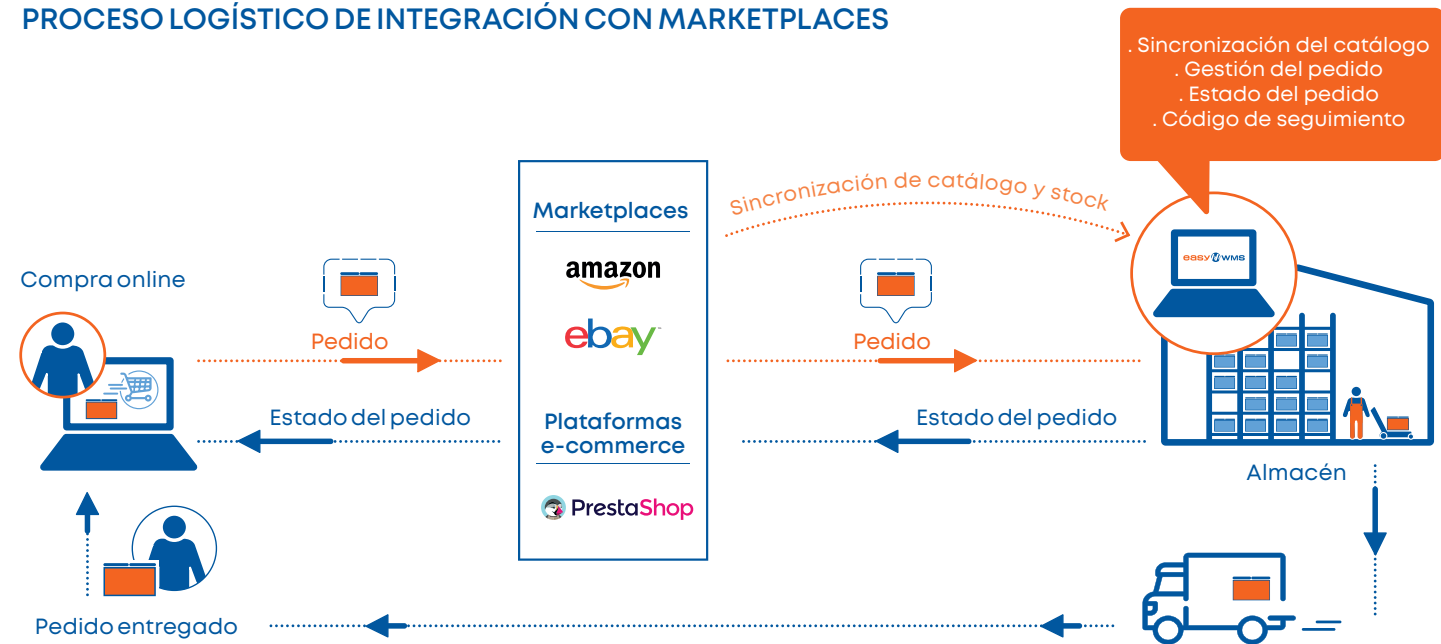 PROCESO LOGÍSTICO DE INTEGRACIÓN CON MARKETPLACES
. Sincronización del catálogo
. Gestión del pedido
. Estado del pedido
. Código de seguimiento
Sincronización de catálogo y stock
Marketplaces
amazon
ebay
Plataformas
e-commerce
PrestaShop
Compra online
Pedido
Estado del pedido
Pedido
Estado del pedido
easy WMS
Almacén
Pedido entregado